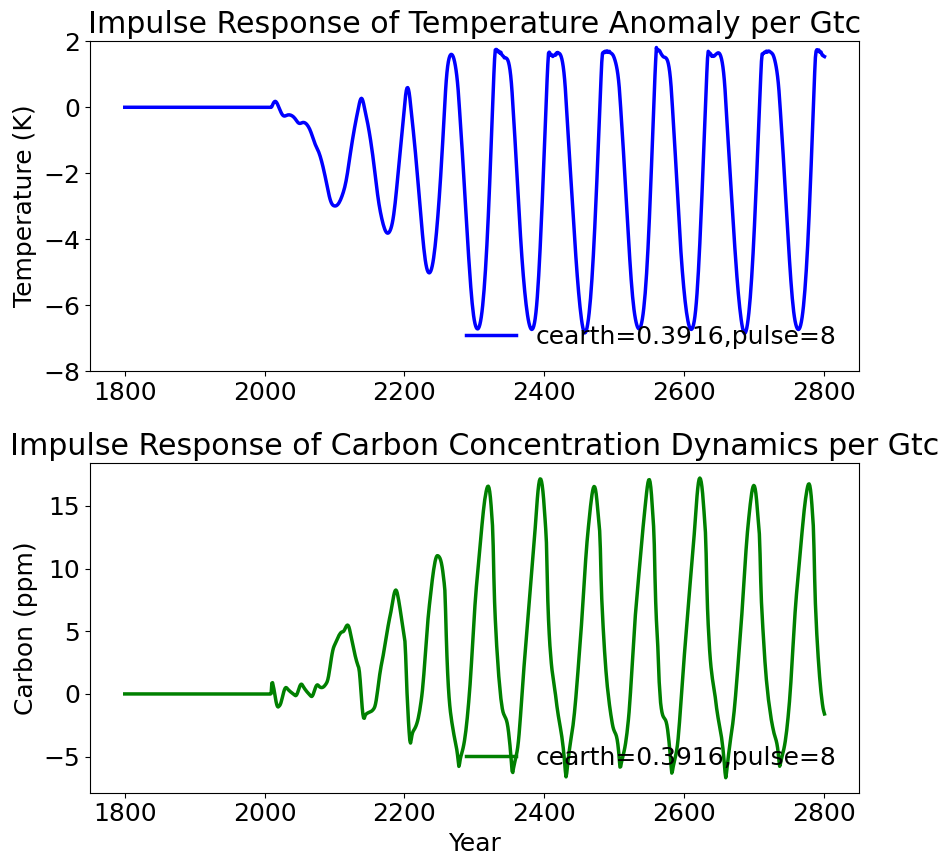 Impulse Response of Temperature Anomaly per Gtc
2
0
−2
−4
−6
−8
Temperature (K)
cearth=0.3916,pulse=8
1800 2000 2200 2400 2600 2800
Impulse Response of Carbon Concentration Dynamics per Gtc
15
10
5
0
−5
Carbon (ppm)
cearth=0.3916,pulse=8
1800 2000 2200 2400 2600 2800
Year